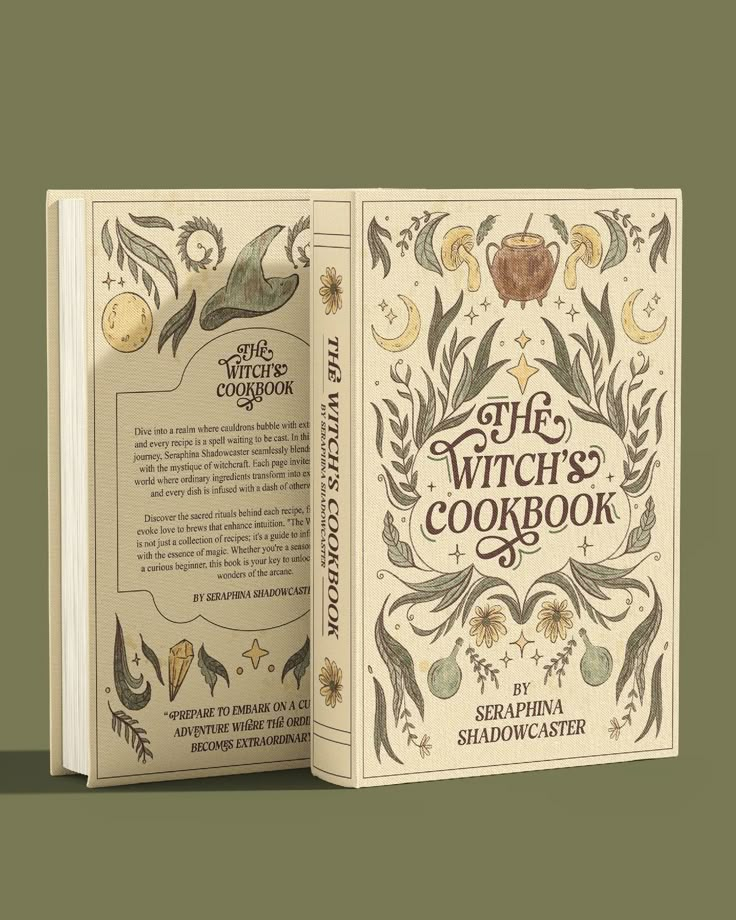 THE
WITCH'S
COOKBOOK
Dive into a realm where cauldrons bubble with
and every recipe is a spell waiting to be cast. In
journey, Seraphina Shadowcaster seamlessly
with the mystique of witchcraft. Each page
world where ordinary ingredients transform into
and every dish is infused with a dash of
Discover the sacred rituals behind each recipe,
evoke love to brews that enhance intuition. "The
is not just a collection of recipes; it's a guide to
with the essence of magic. Whether you're a
a curious beginner, this book is your key to
wonders of the arcane.
BY SERAPHINA
"PREPARE TO EMBARK ON A
ADVENTURE WHERE THE
BECOMES EXTRAORDINARY
THE WITCH'S COOKBOOK
BY SERAPHINA SHADOWCASTER
THE
WITCH'S
COOKBOOK
BY
SERAPHINA
SHADOWCASTER